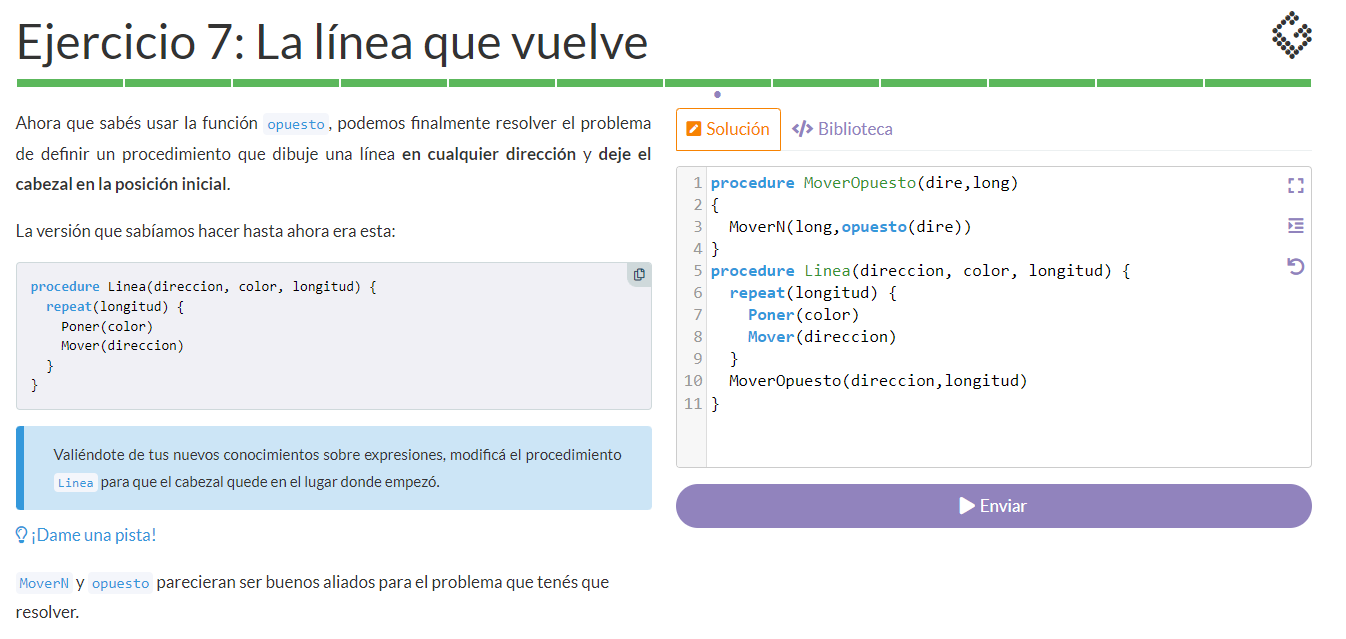 Ejercicio 7: La línea que vuelve
Ahora que sabés usar la función opuesto, podemos finalmente resolver el problema
de definir un procedimiento que dibuje una línea en cualquier dirección y deje el
cabezal en la posición inicial.
La versión que sabíamos hacer hasta ahora era esta:
procedure Linea(direccion, color, longitud) {
  repeat(longitud) {
    Poner(color)
    Mover(direccion)
  }
}
Valiéndote de tus nuevos conocimientos sobre expresiones, modificá el procedimiento
Linea para que el cabezal quede en el lugar donde empezó.
¡Dame una pista!
MoverN y opuesto parecieran ser buenos aliados para el problema que tenés que
resolver.
Solución </> Biblioteca
1 procedure MoverOpuesto(dire,long)
2 {
3   MoverN(long,opuesto(dire))
4 }
5 procedure Linea(direccion, color, longitud) {
6   repeat(longitud) {
7     Poner(color)
8     Mover(direccion)
9   }
10   MoverOpuesto(direccion,longitud)
11 }
Enviar